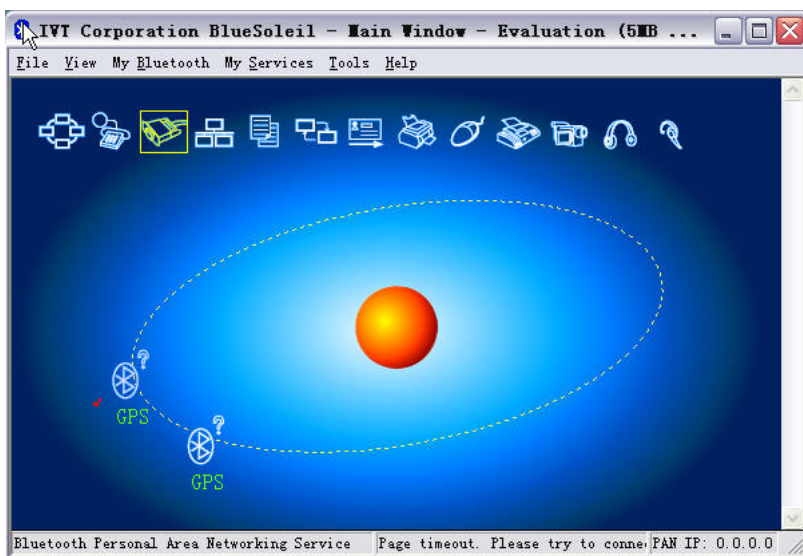 IVT Corporation BlueSoleil - Main Window - Evaluation (5MB ...
File View My Bluetooth My Services Tools Help
GPS
GPS
Bluetooth Personal Area Networking Service Page timeout. Please try to conne PAN IP: 0.0.0.0